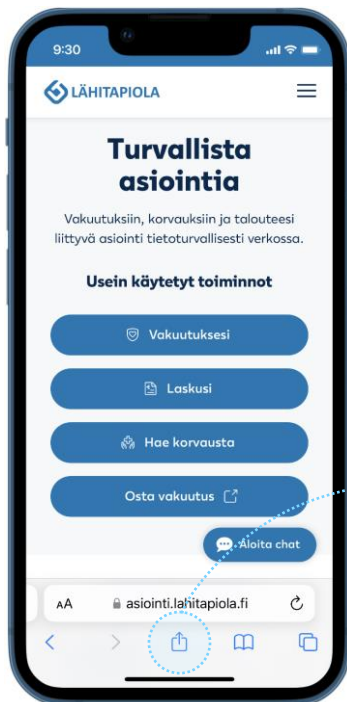 9:30
LÄHITAPIOLA
Turvallista
asiointia
Vakuutuksiin, korvauksiin ja talouteesi
liittyvä asiointi tietoturvallisesti verkossa.
Usein käytetyt toiminnot
Vakuutuksesi
Laskusi
Hae korvausta
Osta vakuutus
Aloita chat
AA
asiointi.lahitapiola.fi